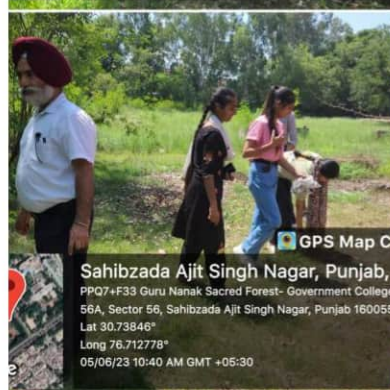 GPS Map C
Sahibzada Ajit Singh Nagar, Punjab,
PPQ7+F33 Guru Nanak Sacred Forest- Government College
56A, Sector 56, Sahibzada Ajit Singh Nagar, Punjab 160055
Lat 30.73846°
Long 76.712778°
05/06/23 10:40 AM GMT +05:30
e